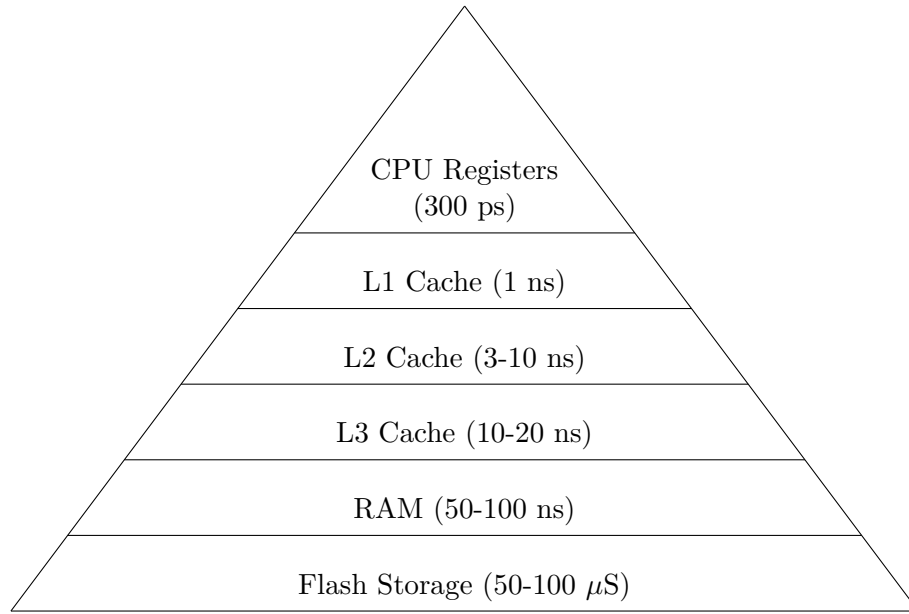 CPU Registers
(300 ps)
L1 Cache (1 ns)
L2 Cache (3-10 ns)
L3 Cache (10-20 ns)
RAM (50-100 ns)
Flash Storage (50-100 μS)